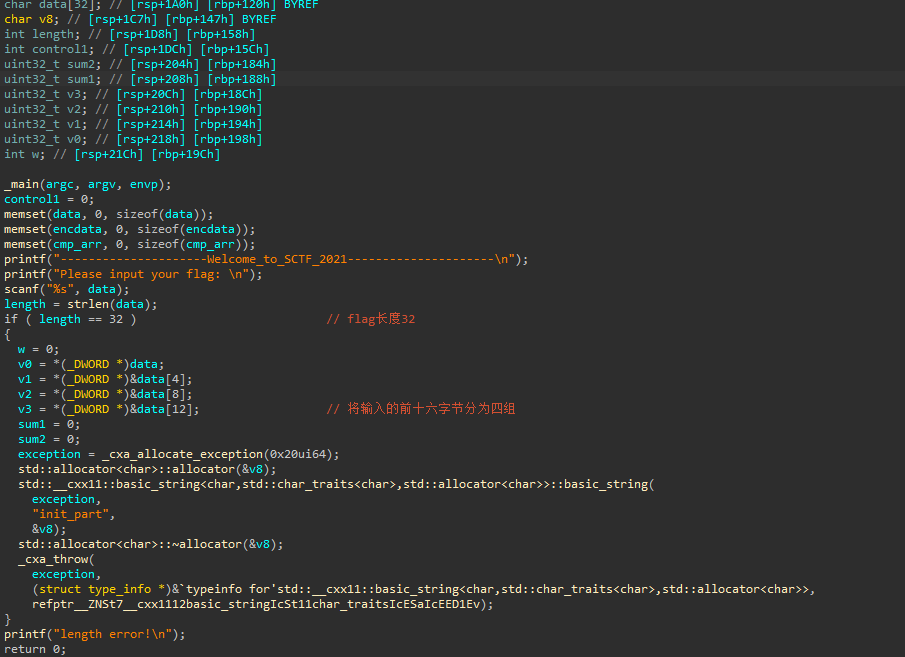 char data[32]; // [rsp+1A0h] [rbp+120h] BYREF
char v8; // [rsp+1C7h] [rbp+147h] BYREF
int length; // [rsp+1D8h] [rbp+158h]
int control1; // [rsp+1DCh] [rbp+15Ch]
uint32_t sum2; // [rsp+204h] [rbp+184h]
uint32_t sum1; // [rsp+208h] [rbp+188h]
uint32_t v3; // [rsp+20Ch] [rbp+18Ch]
uint32_t v2; // [rsp+210h] [rbp+190h]
uint32_t v1; // [rsp+214h] [rbp+194h]
uint32_t v0; // [rsp+218h] [rbp+198h]
int w; // [rsp+21Ch] [rbp+19Ch]
_main(argc, argv, envp);
control1 = 0;
memset(data, 0, sizeof(data));
memset(encdata, 0, sizeof(encdata));
memset(cmp_arr, 0, sizeof(cmp_arr));
printf("---------------------Welcome_to_SCTF_2021---------------------\n");
printf("Please input your flag: \n");
scanf("%s", data);
length = strlen(data);
if ( length == 32 ) // flag长度32
{
w = 0;
v0 = *(_DWORD *)data;
v1 = *(_DWORD *)&data[4];
v2 = *(_DWORD *)&data[8];
v3 = *(_DWORD *)&data[12]; // 将输入的前十六字节分为四组
sum1 = 0;
sum2 = 0;
exception = _cxa_allocate_exception(0x20ui64);
std::allocator<char>::allocator(&v8);
std::__cxx11::basic_string<char,std::char_traits<char>,std::allocator<char>>::basic_string(
exception,
"init_part",
&v8);
std::allocator<char>::~allocator(&v8);
_cxa_throw(
exception,
(struct type_info *)&`typeinfo for'std::__cxx11::basic_string<char,std::char_traits<char>,std::allocator<char>>,
refptr__ZNSt7__cxx1112basic_stringIcSt11char_traitsIcESaIcEED1Ev);
}
printf("length error!\n");
return 0;